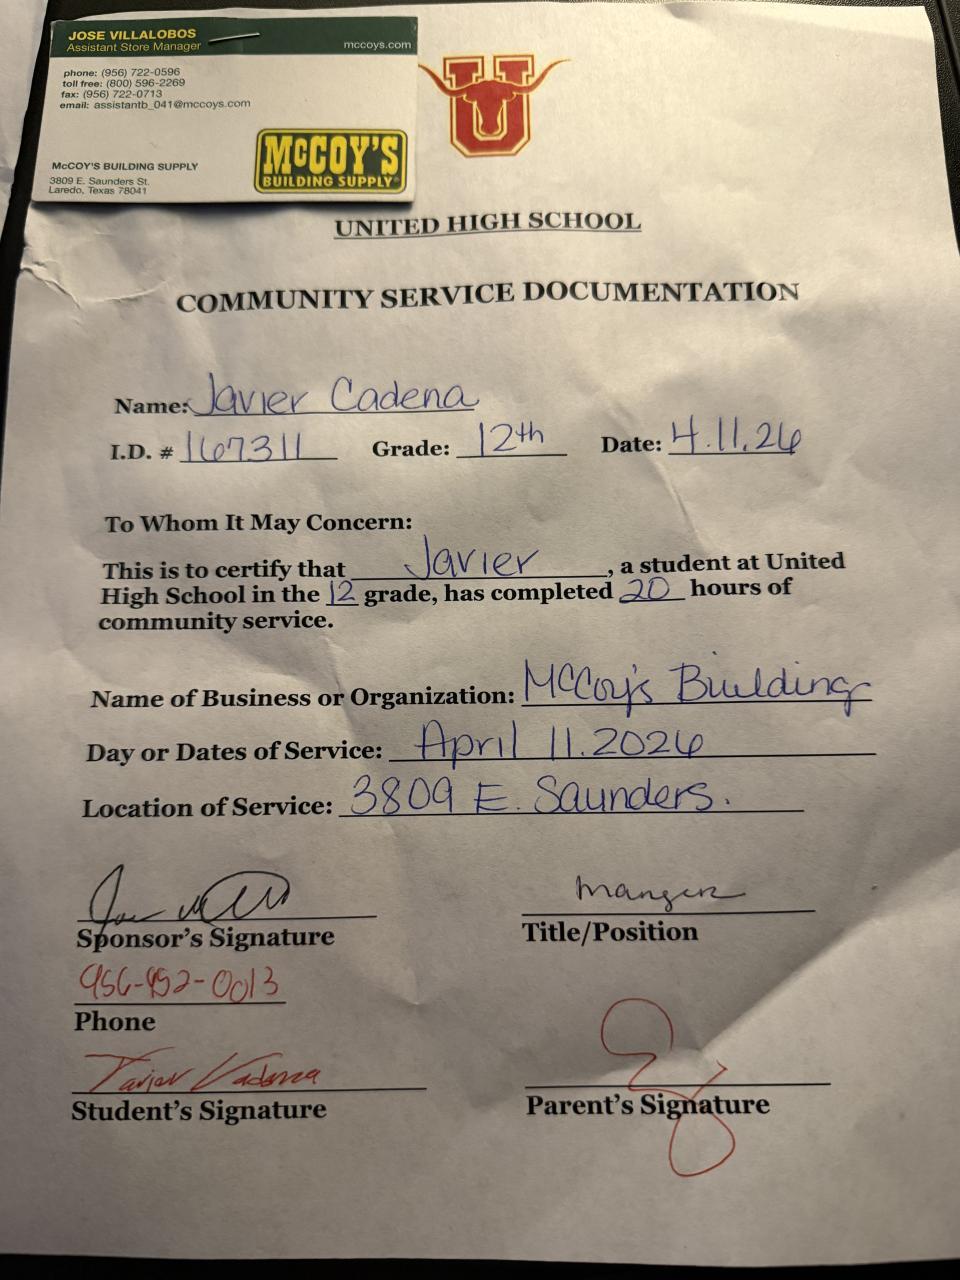 JOSE VILLALOBOS
Assistant Store Manager
mccoys.com
phone: (956) 722-0596
toll free: (800) 596-2269
fax: (956) 722-0713
email: assistantb_041@mccoys.com
McCOY'S BUILDING SUPPLY
3809 E. Saunders St.
Laredo, Texas 78041
McCOY'S
BUILDING SUPPLY
U
UNITED HIGH SCHOOL
COMMUNITY SERVICE DOCUMENTATION
Name: Javier Cadena
I.D. # 167311 Grade: 12th Date: 4.11.26
To Whom It May Concern:
This is to certify that Javier, a student at United
High School in the 12 grade, has completed 20 hours of
community service.
Name of Business or Organization: McCoy's Building
Day or Dates of Service: April 11.2026
Location of Service: 3809 E. Saunders.
Sponsor's Signature
Title/Position
Phone
Javier Cadena
Student's Signature
Parent's Signature